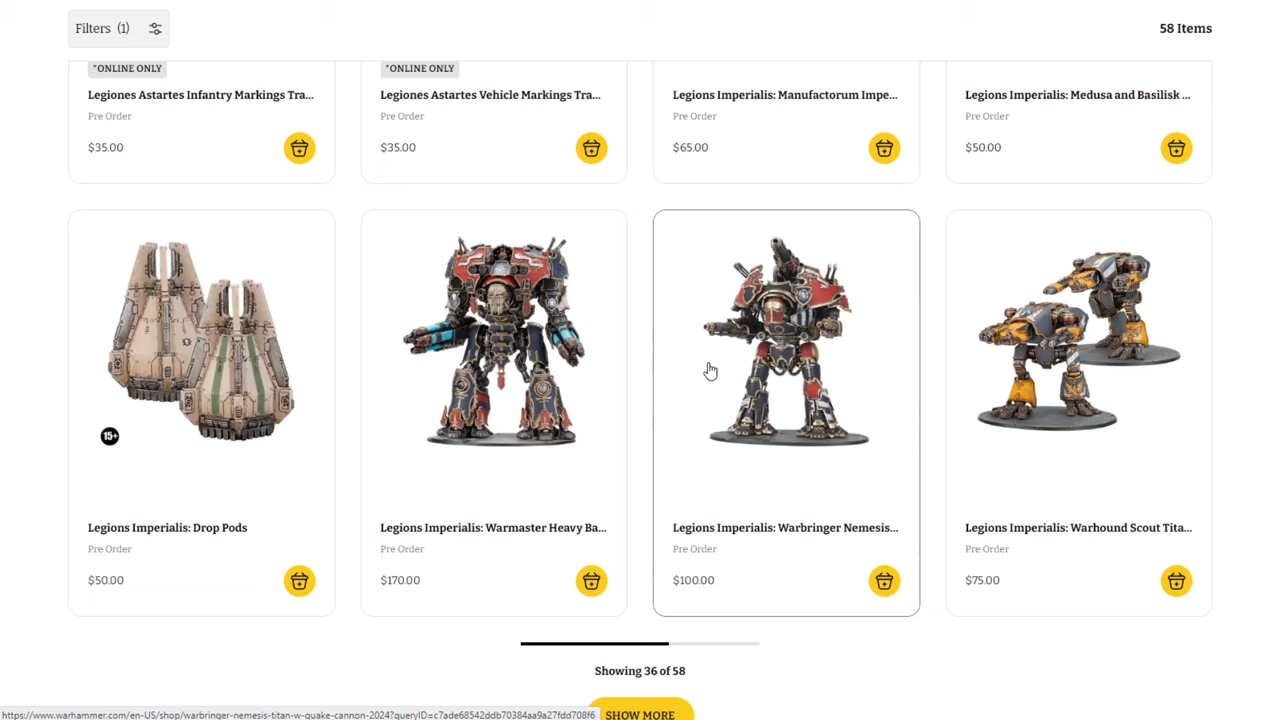 Filters (1)
58 Items
*ONLINE ONLY
*ONLINE ONLY
Legiones Astartes Infantry Markings Tra...
Legiones Astartes Vehicle Markings Tra...
Legions Imperialis: Manufactorum Impe...
Legions Imperialis: Medusa and Basilisk ...
Pre Order
Pre Order
Pre Order
Pre Order
$35.00
$35.00
$65.00
$50.00
15+
Legions Imperialis: Drop Pods
Legions Imperialis: Warmaster Heavy Ba...
Legions Imperialis: Warbringer Nemesis...
Legions Imperialis: Warhound Scout Tita...
Pre Order
Pre Order
Pre Order
Pre Order
$50.00
$170.00
$100.00
$75.00
Showing 36 of 58
SHOW MORE
https://www.warhammer.com/en-US/shop/warbringer-nemesis-titan-w-quake-cannon-2024?queryID=c7ade68542ddb70384aa9a27fdd708f6